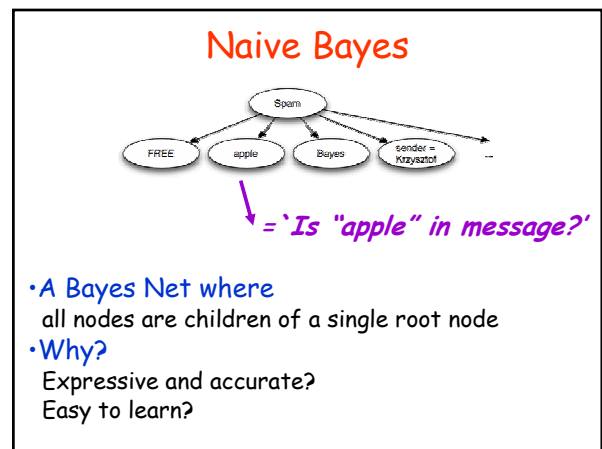 Naive Bayes
Spam
FREE apple Bayes sender =
Krzysztof
...
=`Is "apple" in message?'
•A Bayes Net where
all nodes are children of a single root node
•Why?
Expressive and accurate?
Easy to learn?